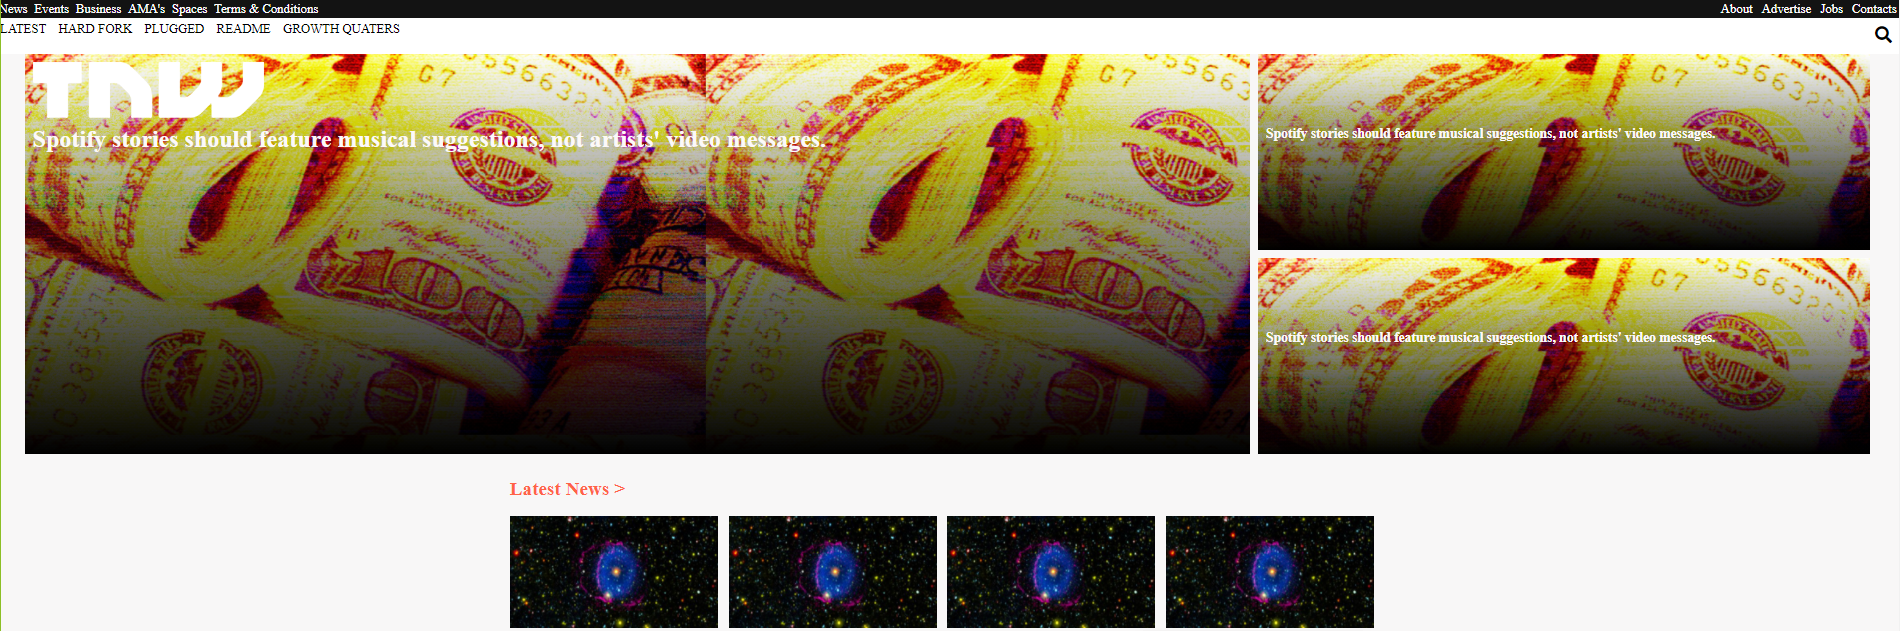 News Events Business AMA's Spaces Terms & Conditions About Advertise Jobs Contacts
LATEST HARD FORK PLUGGED README GROWTH QUATERS
TNW
Spotify stories should feature musical suggestions, not artists' video messages.
Spotify stories should feature musical suggestions, not artists' video messages.
Spotify stories should feature musical suggestions, not artists' video messages.
Latest News >